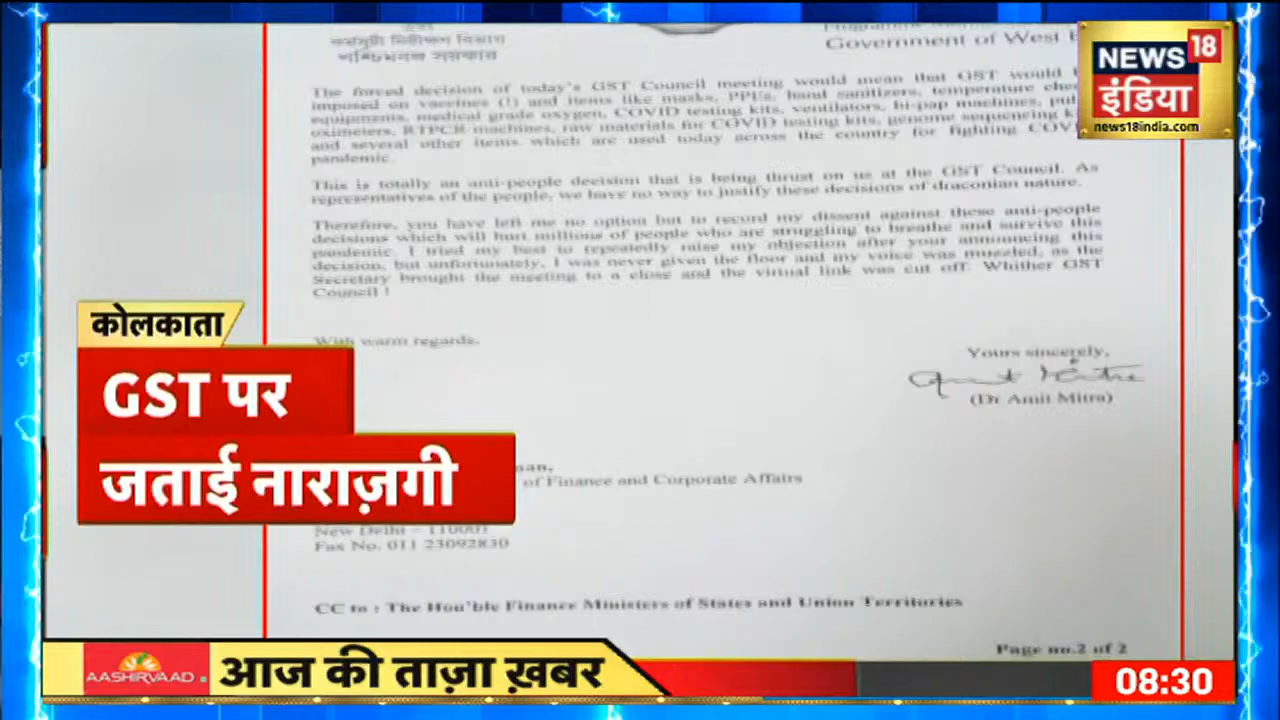 Government of West B
পশ্চিমবঙ্গ সরকার
The forced decision of today's GST Council meeting would mean that GST would
imposed on vaccines (!) and items like masks, PPEs, hand sanitizers, temperature chec
equipments, medical grade oxygen, COVID testing kits, ventilators, bi-pap machines, pul
oximeters, RTPCR machines, raw materials for COVID testing kits, genome sequencing k
and several other items which are used today across the country for fighting COV
pandemic.
This is totally an anti-people decision that is being thrust on us at the GST Council. As
representatives of the people, we have no way to justify these decisions of draconian nature.
Therefore, you have left me no option but to record my dissent against these anti-people
decisions which will hurt millions of people who are struggling to breathe and survive this
pandemic. I tried my best to repeatedly raise my objection after your announcing this
decision, but unfortunately, I was never given the floor and my voice was muzzled, as the
Secretary brought the meeting to a close and the virtual link was cut off. Whither GST
Council !
With warm regards,
Yours sincerely,
Amit Mitra
(Dr Amit Mitra)
of Finance and Corporate Affairs
New Delhi – 110001
Fax No. 011 23092830
CC to : The Hon'ble Finance Ministers of States and Union Territories
Page no.2 of 2
NEWS 18
इंडिया
news18india.com
कोलकाता
GST पर
जताई नाराज़गी
AASHIRVAAD
आज की ताज़ा ख़बर
08:30